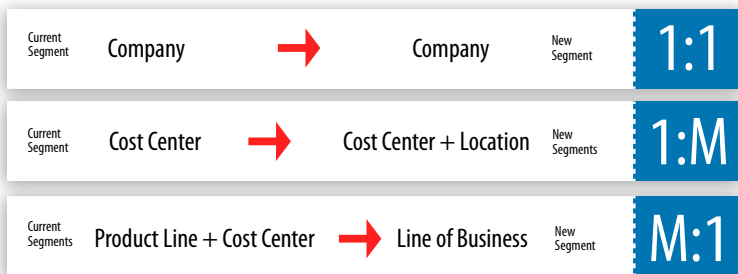 Current Segment Company Company New Segment 1:1
Current Segment Cost Center Cost Center + Location New Segments 1:M
Current Segments Product Line + Cost Center Line of Business New Segment M:1